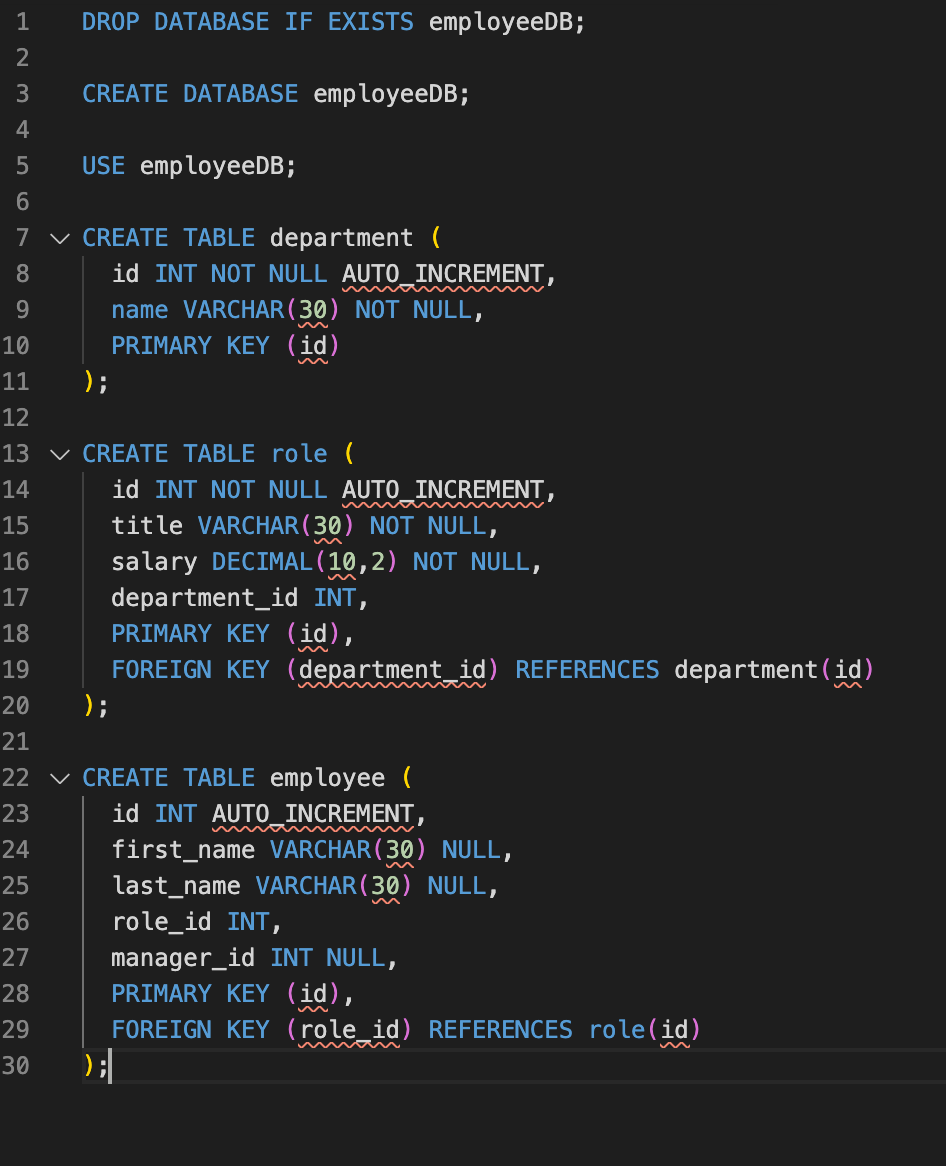 1 DROP DATABASE IF EXISTS employeeDB;
2
3 CREATE DATABASE employeeDB;
4
5 USE employeeDB;
6
7 CREATE TABLE department (
8 id INT NOT NULL AUTO_INCREMENT,
9 name VARCHAR(30) NOT NULL,
10 PRIMARY KEY (id)
11 );
12
13 CREATE TABLE role (
14 id INT NOT NULL AUTO_INCREMENT,
15 title VARCHAR(30) NOT NULL,
16 salary DECIMAL(10,2) NOT NULL,
17 department_id INT,
18 PRIMARY KEY (id),
19 FOREIGN KEY (department_id) REFERENCES department(id)
20 );
21
22 CREATE TABLE employee (
23 id INT AUTO_INCREMENT,
24 first_name VARCHAR(30) NULL,
25 last_name VARCHAR(30) NULL,
26 role_id INT,
27 manager_id INT NULL,
28 PRIMARY KEY (id),
29 FOREIGN KEY (role_id) REFERENCES role(id)
30 );